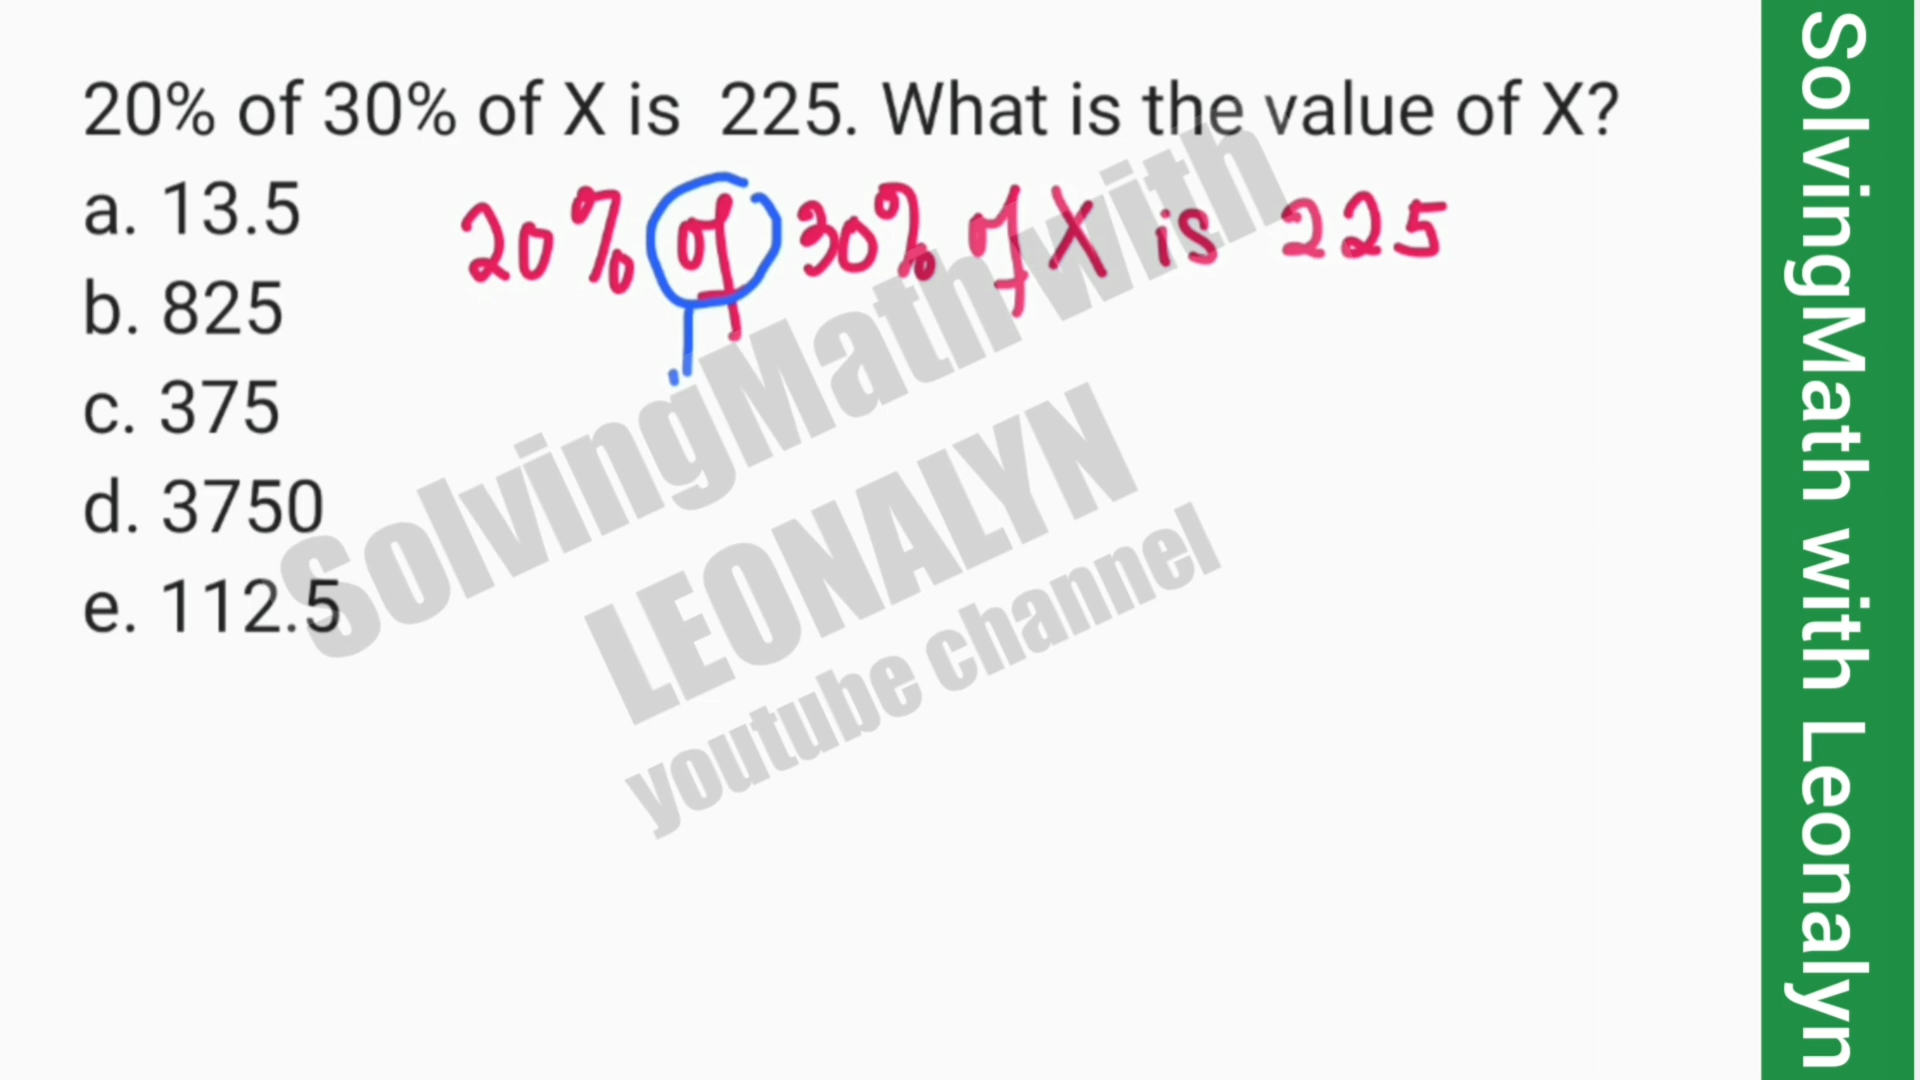 20% of 30% of X is 225. What is the value of X?
a. 13.5
20% of 30% of X is 225
b. 825
c. 375
d. 3750
e. 112.5
SolvingMath with
LEONALYN
youtube channel
SolvingMath with Leonalyn